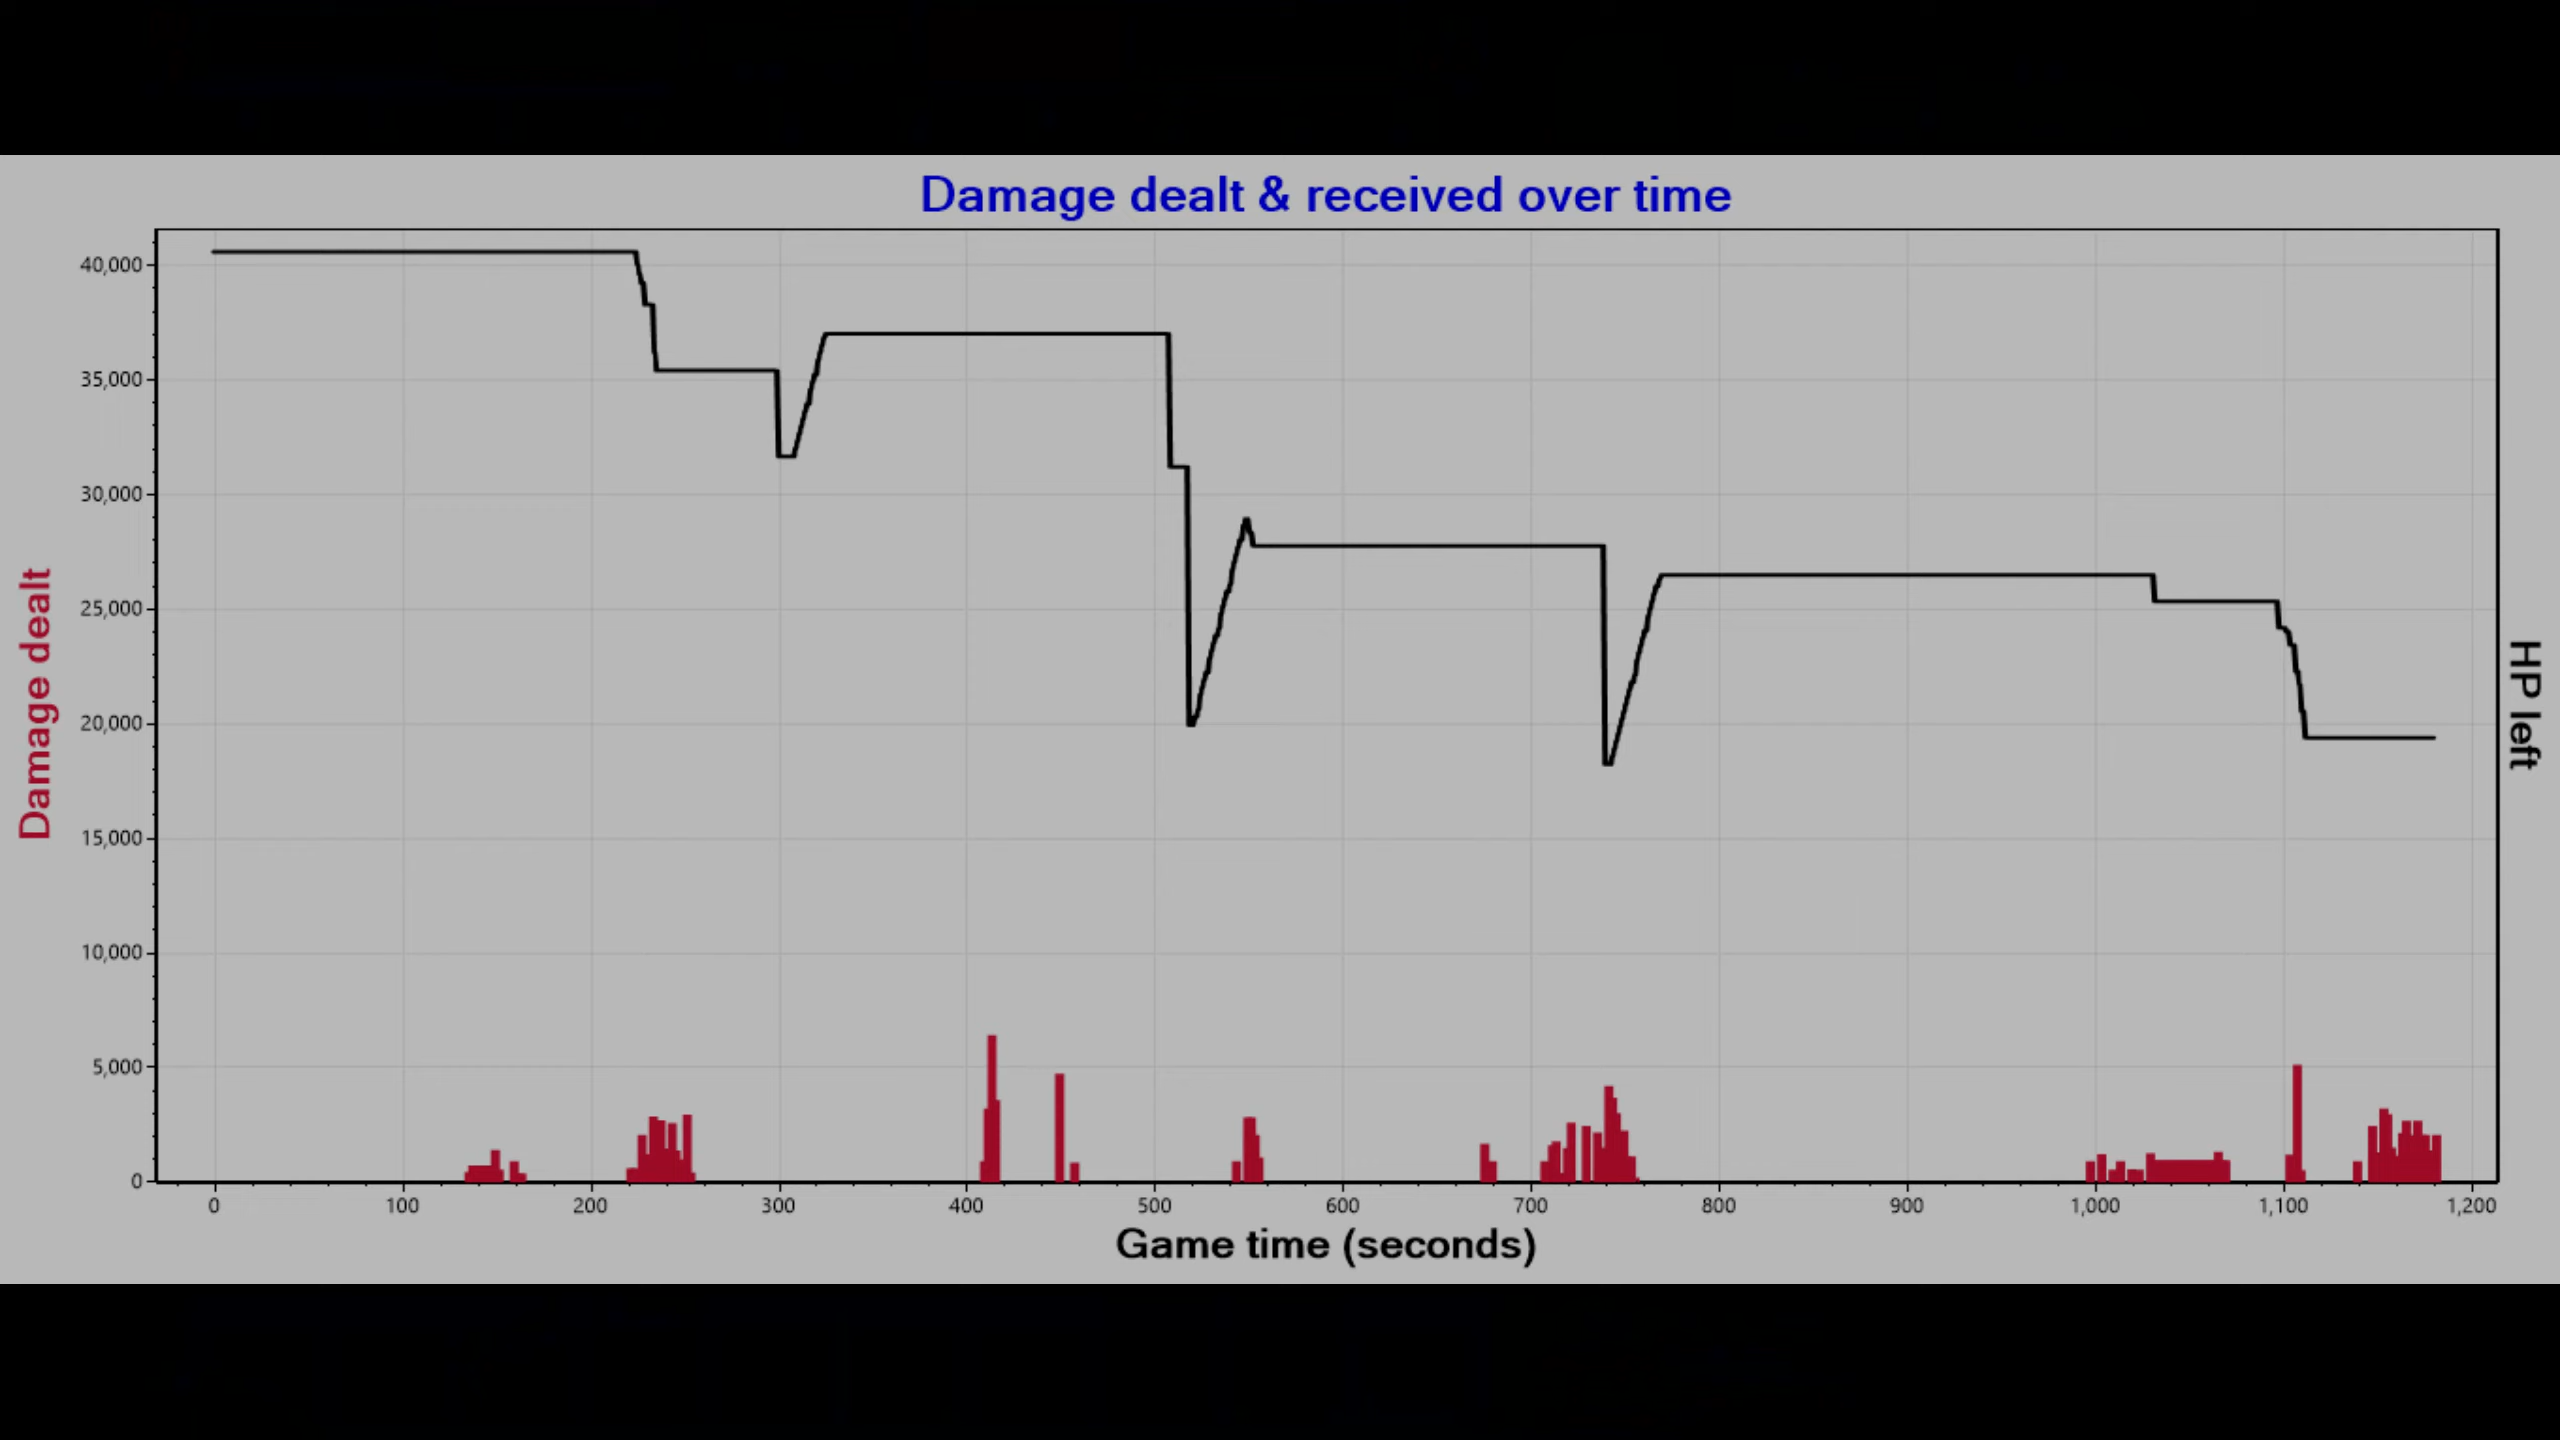 Damage dealt & received over time
40,000
35,000
30,000
25,000
20,000
15,000
10,000
5,000
0
Damage dealt
HP left
0 100 200 300 400 500 600 700 800 900 1,000 1,100 1,200
Game time (seconds)